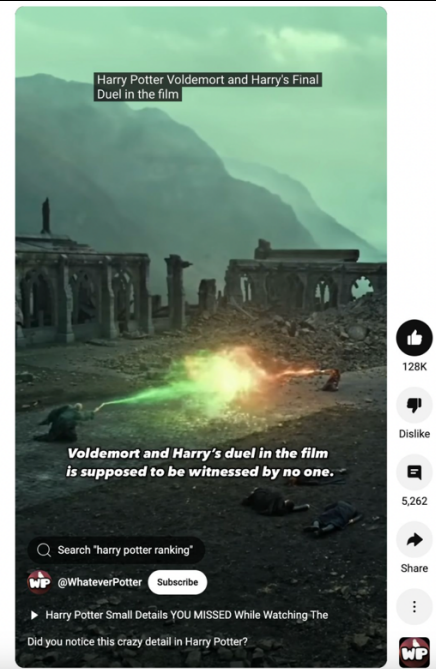 Harry Potter Voldemort and Harry's Final
Duel in the film
Voldemort and Harry's duel in the film
is supposed to be witnessed by no one.
128K
Dislike
5,262
Share
Search "harry potter ranking"
WP @WhateverPotter Subscribe
Harry Potter Small Details YOU MISSED While Watching The
Did you notice this crazy detail in Harry Potter?
WP